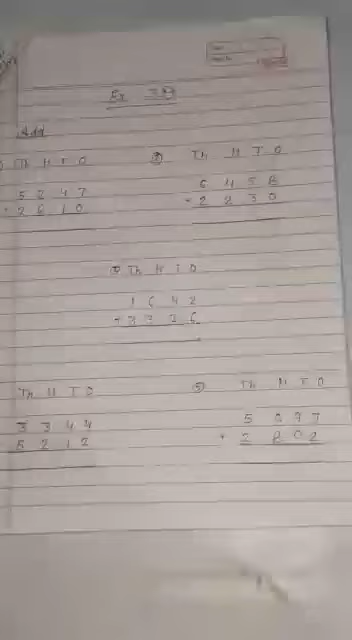 Ex
Add
Th H T O
5 2 4 7
+ 2 6 1 0
Th H T O
6 4 5 8
+ 2 2 3 0
Th H T O
1 6 4 2
+ 3 3 2 6
Th H T O
3 3 4 4
5 2 1 2
5) Th H T O
5 0 7 7
+ 2 8 0 2